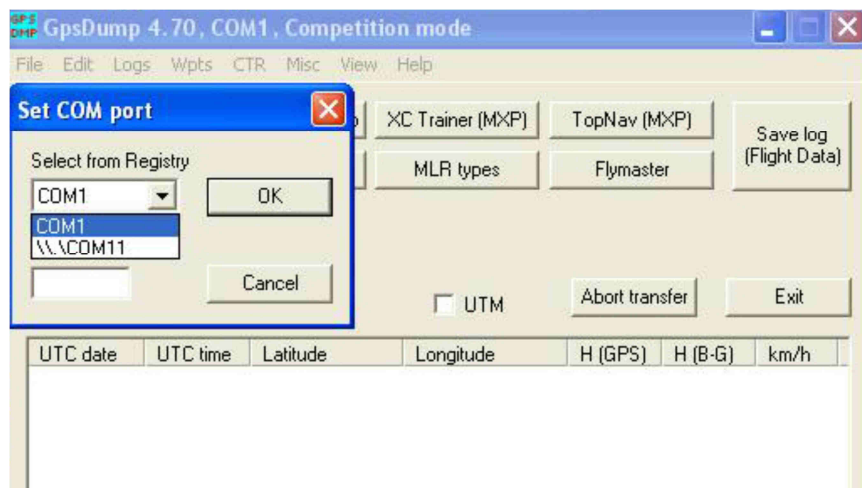 GPS
DMP
GpsDump 4.70, COM1, Competition mode
File Edit Logs Wpts CTR Misc View Help
Set COM port
XC Trainer (MXP)
TopNav (MXP)
Save log
(Flight Data)
Select from Registry
MLR types
Flymaster
COM1
OK
COM1
\\.\COM11
Cancel
UTM
Abort transfer
Exit
UTC date UTC time Latitude Longitude H (GPS) H (B-G) km/h